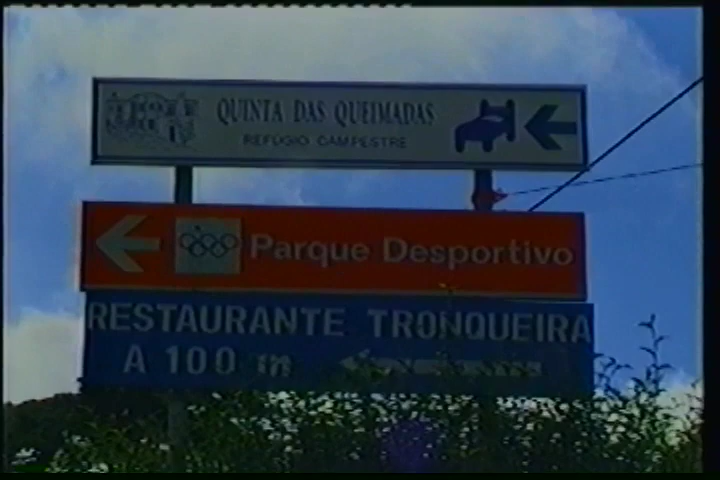 QUINTA DAS QUEIMADAS
REFÚGIO CAMPESTRE
Parque Desportivo
RESTAURANTE TRONQUEIRA
A 100 m